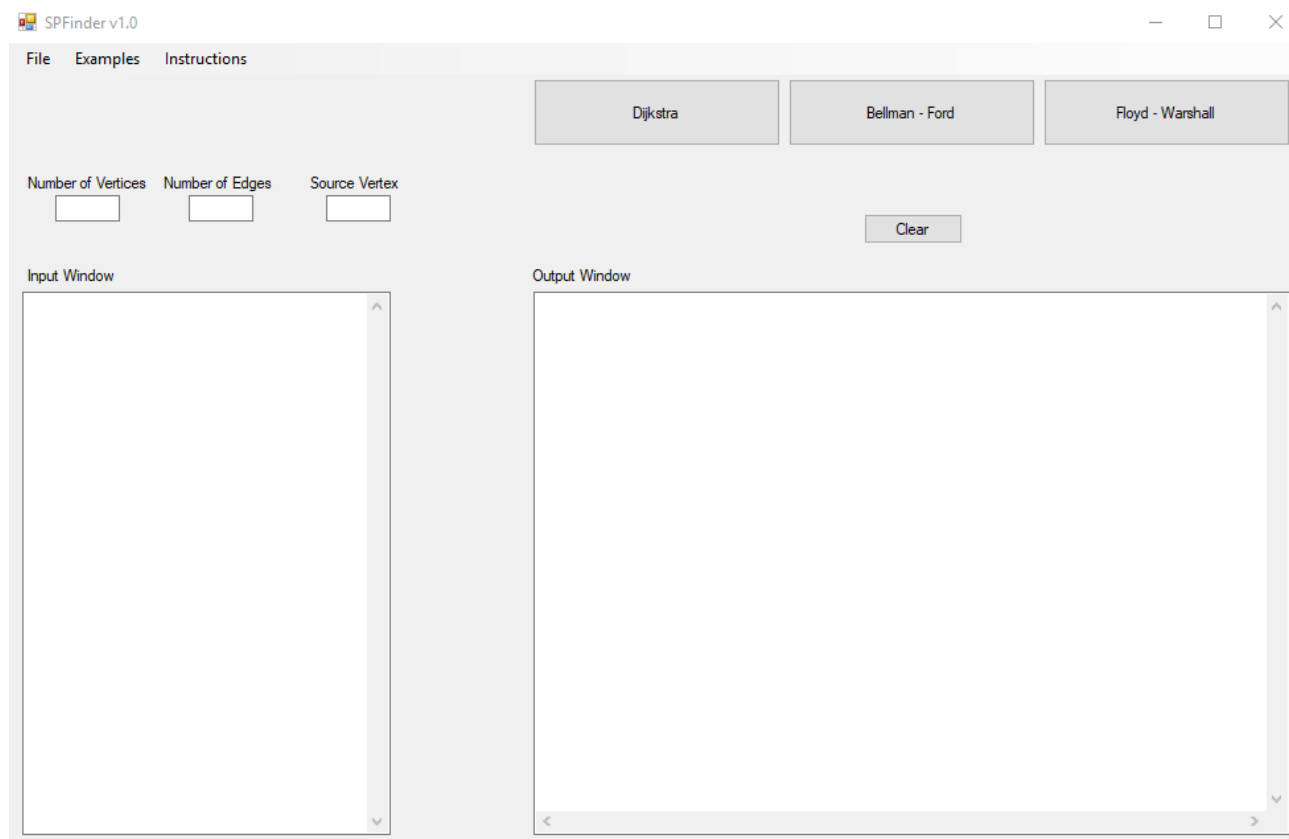 SPFinder v1.0
File Examples Instructions
Dijkstra Bellman - Ford Floyd - Warshall
Number of Vertices Number of Edges Source Vertex
Clear
Input Window Output Window